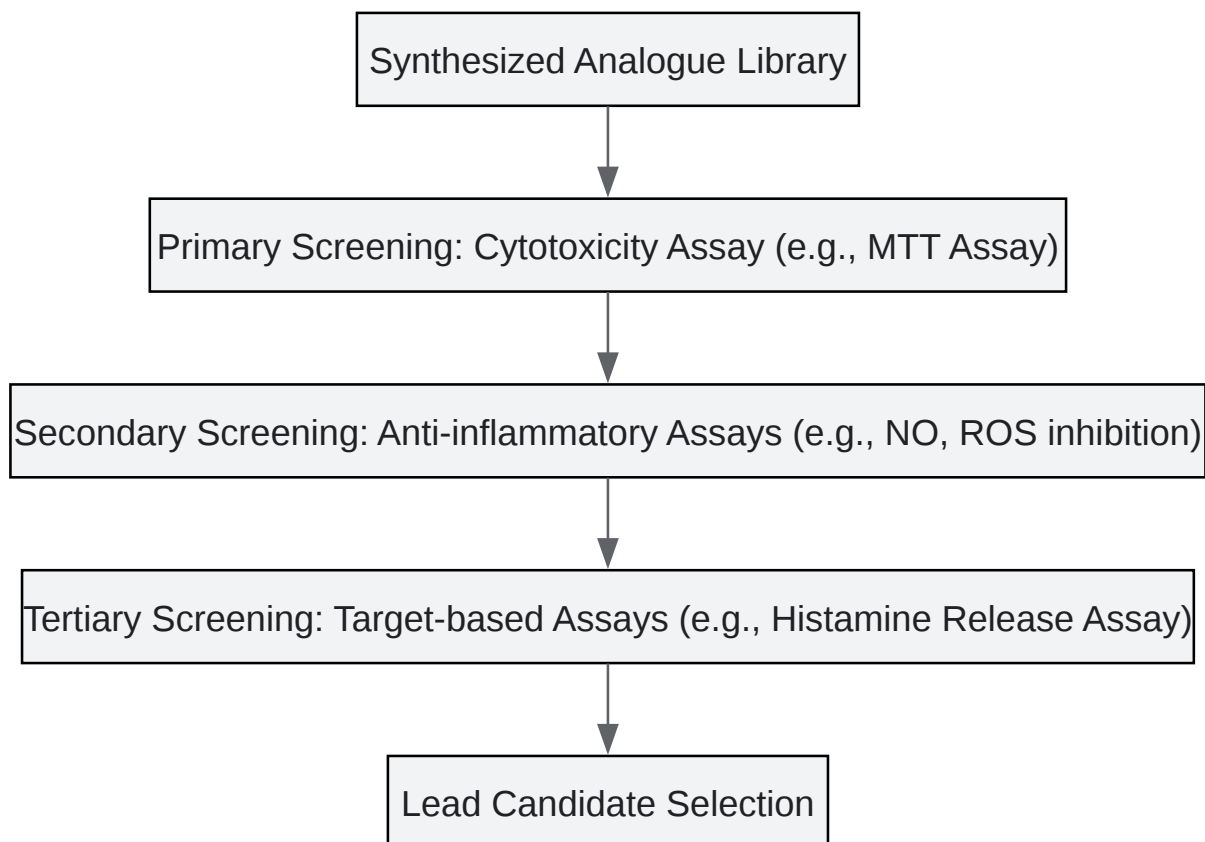 Synthesized Analogue Library
Primary Screening: Cytotoxicity Assay (e.g., MTT Assay)
Secondary Screening: Anti-inflammatory Assays (e.g., NO, ROS inhibition)
Tertiary Screening: Target-based Assays (e.g., Histamine Release Assay)
Lead Candidate Selection